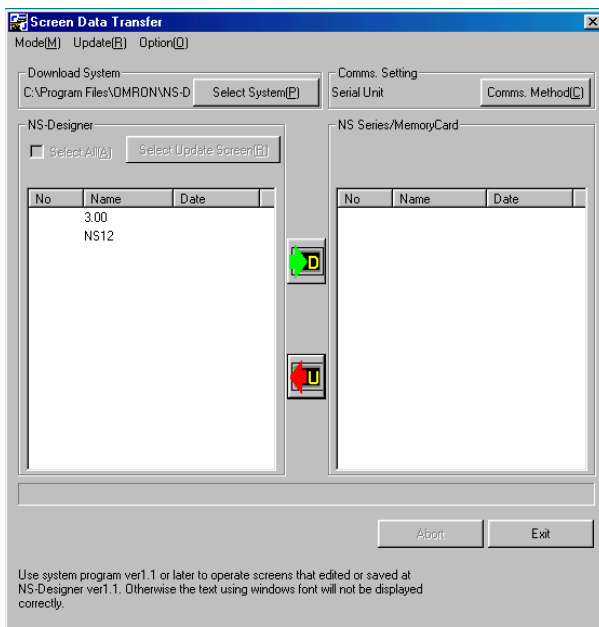 Screen Data Transfer
Mode(M) Update(R) Option(O)
Download System
C:\Program Files\OMRON\NS-D Select System(P)
Comms. Setting
Serial Unit Comms. Method(C)
NS-Designer
Select All(A) Select Update Screen(R)
No Name Date
3.00
NS12
NS Series/MemoryCard
No Name Date
D
U
Abort Exit
Use system program ver1.1 or later to operate screens that edited or saved at
NS-Designer ver1.1. Otherwise the text using windows font will not be displayed
correctly.